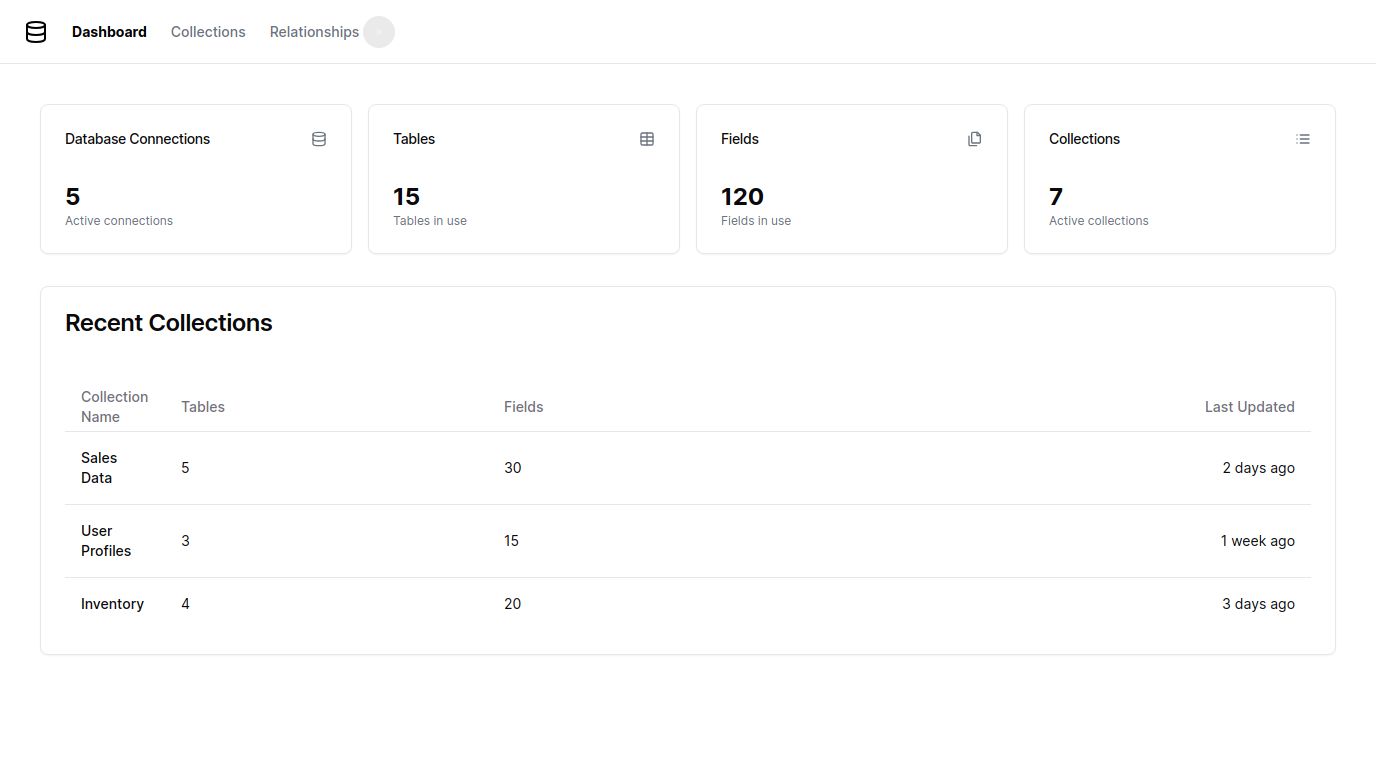 Dashboard Collections Relationships
Database Connections
5
Active connections
Tables
15
Tables in use
Fields
120
Fields in use
Collections
7
Active collections
Recent Collections
Collection Name Tables Fields Last Updated
Sales Data 5 30 2 days ago
User Profiles 3 15 1 week ago
Inventory 4 20 3 days ago